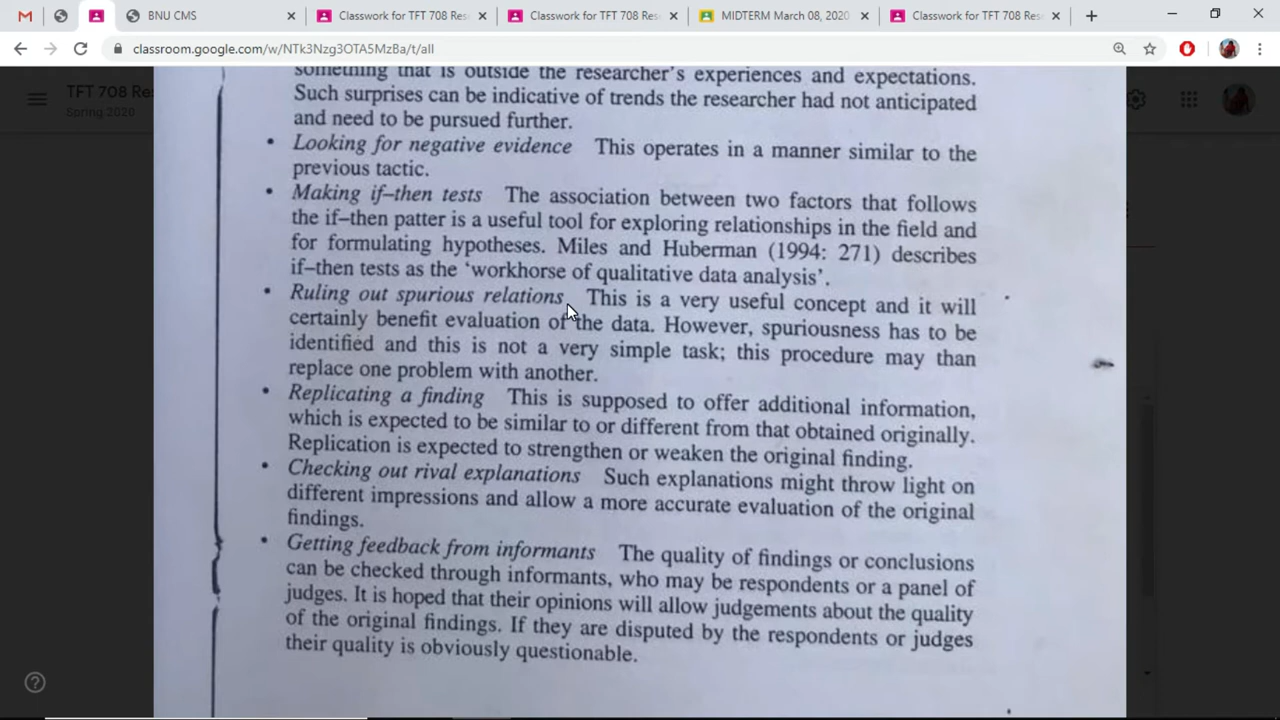 BNU CMS
Classwork for TFT 708 Res
Classwork for TFT 708 Res
MIDTERM March 08, 2020
Classwork for TFT 708 Res
classroom.google.com/w/NTk3Nzg3OTA5MzBa/t/all
TFT 708 Res
Spring 2020
something that is outside the researcher's experiences and expectations.
Such surprises can be indicative of trends the researcher had not anticipated
and need to be pursued further.
• Looking for negative evidence This operates in a manner similar to the
previous tactic.
• Making if–then tests The association between two factors that follows
the if–then patter is a useful tool for exploring relationships in the field and
for formulating hypotheses. Miles and Huberman (1994: 271) describes
if–then tests as the 'workhorse of qualitative data analysis'.
• Ruling out spurious relations This is a very useful concept and it will
certainly benefit evaluation of the data. However, spuriousness has to be
identified and this is not a very simple task; this procedure may than
replace one problem with another.
• Replicating a finding This is supposed to offer additional information,
which is expected to be similar to or different from that obtained originally.
Replication is expected to strengthen or weaken the original finding.
• Checking out rival explanations Such explanations might throw light on
different impressions and allow a more accurate evaluation of the original
findings.
• Getting feedback from informants The quality of findings or conclusions
can be checked through informants, who may be respondents or a panel of
judges. It is hoped that their opinions will allow judgements about the quality
of the original findings. If they are disputed by the respondents or judges
their quality is obviously questionable.